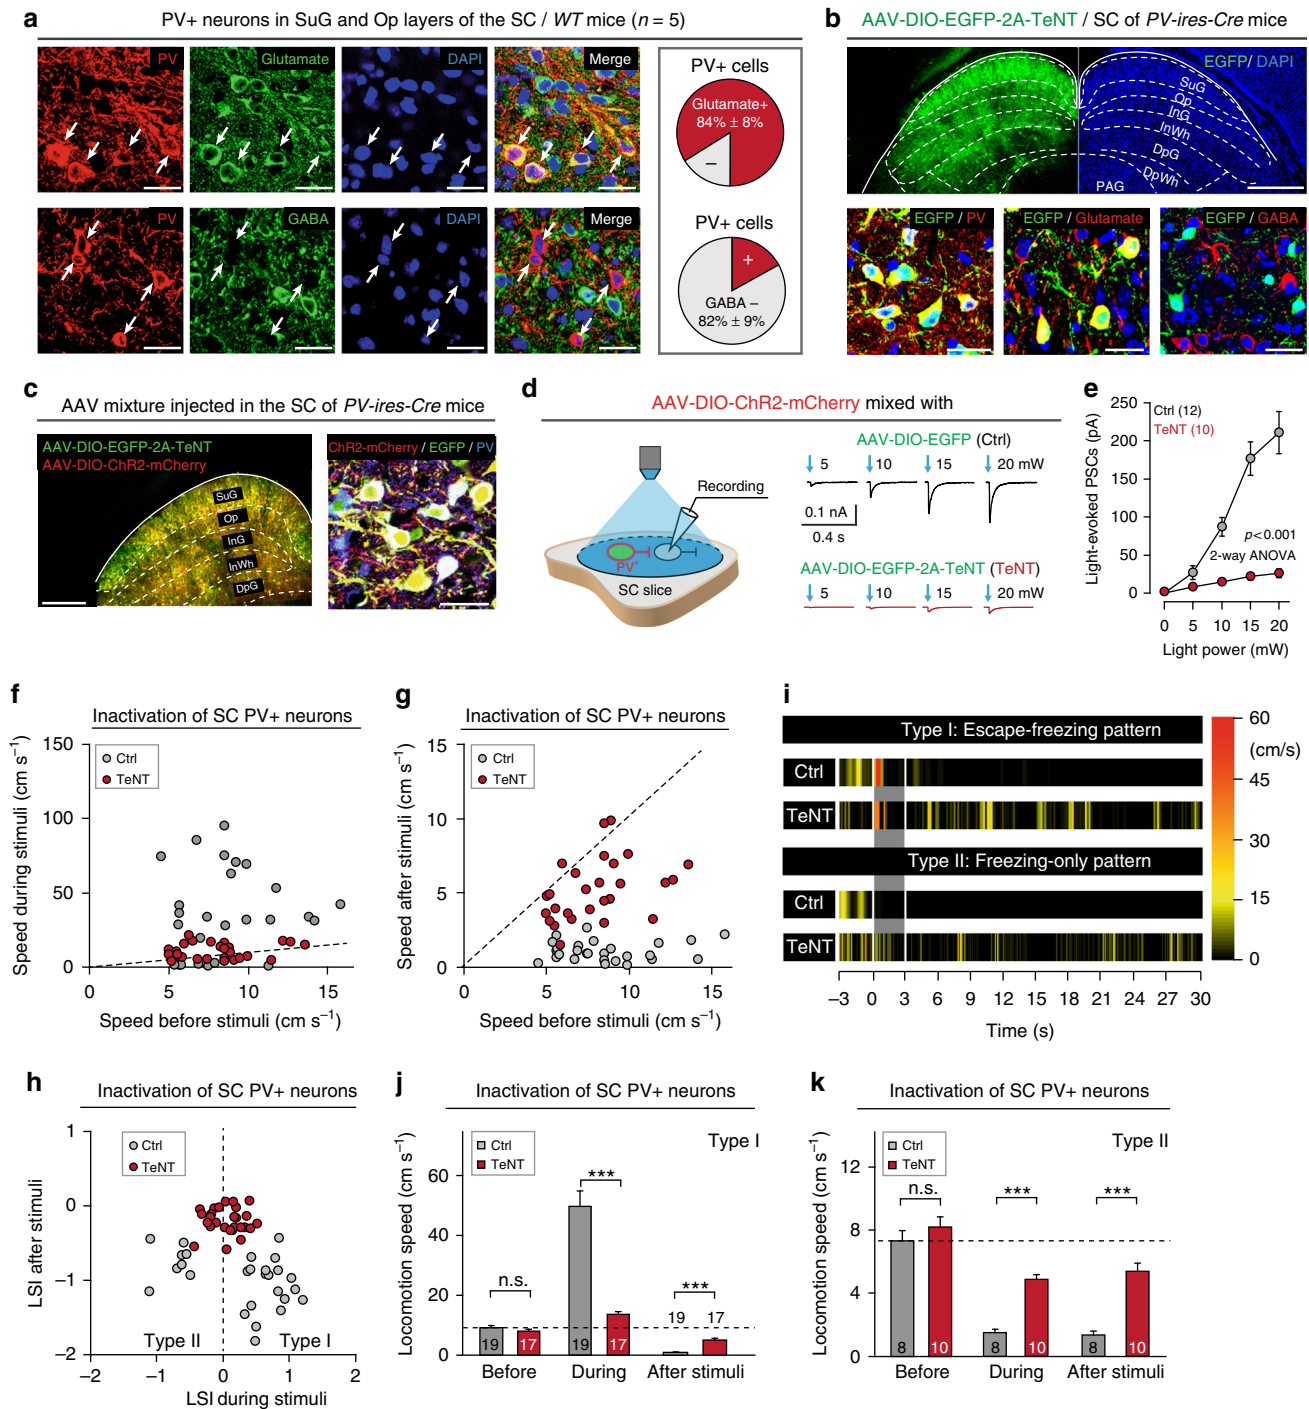 a
PV+ neurons in SuG and Op layers of the SC / WT mice (n = 5)
PV
Glutamate
DAPI
Merge
PV+ cells
Glutamate+
84% ± 8%
–
PV
GABA
DAPI
Merge
PV+ cells
+
GABA –
82% ± 9%
b
AAV-DIO-EGFP-2A-TeNT / SC of PV-ires-Cre mice
EGFP/ DAPI
SuG
Op
InG
InWh
DpG
DpWh
PAG
EGFP / PV
EGFP / Glutamate
EGFP / GABA
c
AAV mixture injected in the SC of PV-ires-Cre mice
AAV-DIO-EGFP-2A-TeNT
AAV-DIO-ChR2-mCherry
SuG
Op
InG
InWh
DpG
ChR2-mCherry / EGFP / PV
d
AAV-DIO-ChR2-mCherry mixed with
Recording
PV+
SC slice
AAV-DIO-EGFP (Ctrl)
5 10 15 20 mW
0.1 nA
0.4 s
AAV-DIO-EGFP-2A-TeNT (TeNT)
5 10 15 20 mW
e
Light-evoked PSCs (pA)
250
200
150
100
50
0
Ctrl (12)
TeNT (10)
p<0.001
2-way ANOVA
0 5 10 15 20
Light power (mW)
f
Inactivation of SC PV+ neurons
Speed during stimuli (cm s−1)
150
100
50
0
Ctrl
TeNT
0 5 10 15
Speed before stimuli (cm s−1)
g
Inactivation of SC PV+ neurons
Speed after stimuli (cm s−1)
15
10
5
0
Ctrl
TeNT
0 5 10 15
Speed before stimuli (cm s−1)
i
Type I: Escape-freezing pattern
Ctrl
TeNT
Type II: Freezing-only pattern
Ctrl
TeNT
−3 0 3 6 9 12 15 18 21 24 27 30
Time (s)
60
(cm/s)
45
30
15
0
h
Inactivation of SC PV+ neurons
LSI after stimuli
1
0
−1
−2
Ctrl
TeNT
Type II
Type I
−2 −1 0 1 2
LSI during stimuli
j
Inactivation of SC PV+ neurons
Locomotion speed (cm s−1)
60
40
20
0
Ctrl
TeNT
Type I
n.s.
***
***
19 17 19 17 19 17
Before During After stimuli
k
Inactivation of SC PV+ neurons
Locomotion speed (cm s−1)
12
8
4
0
Ctrl
TeNT
Type II
n.s.
***
***
8 10 8 10 8 10
Before During After stimuli